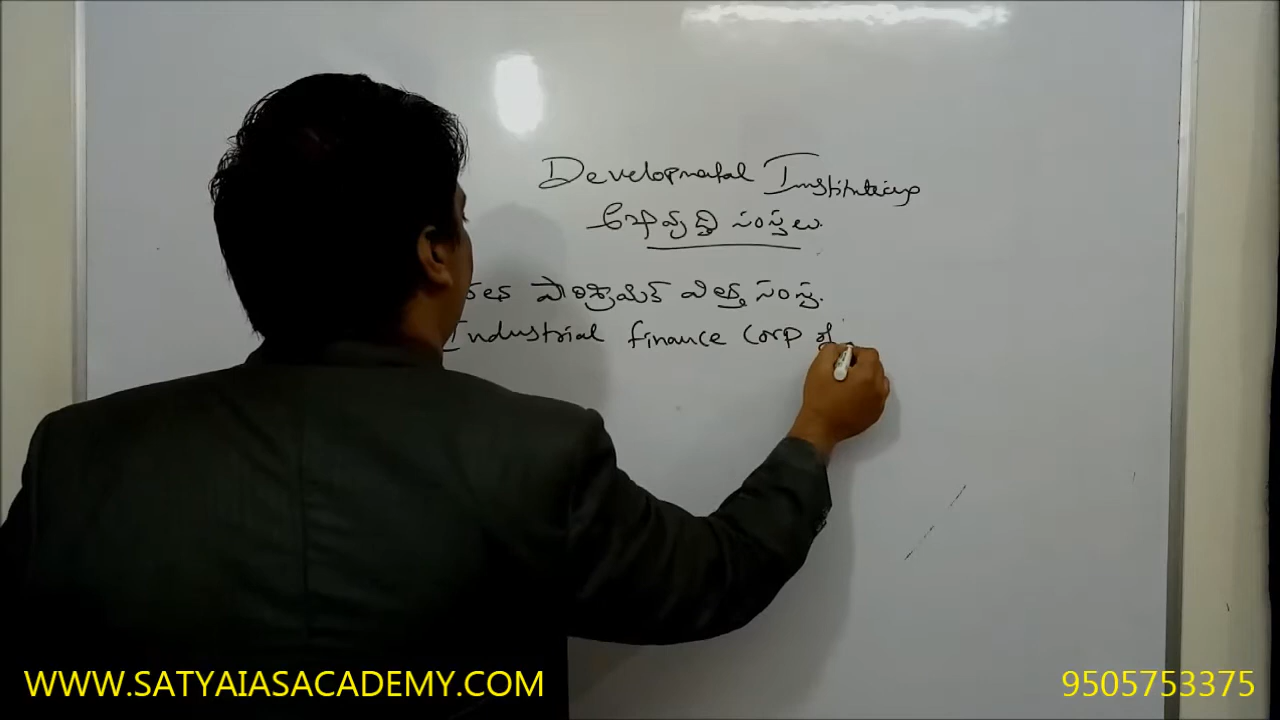 Developmental Institutions
అభివృద్ధి సంస్థలు.
పారిశ్రామిక్ విత్త సంస్థ.
Industrial finance Corp of
WWW.SATYAIASACADEMY.COM
9505753375